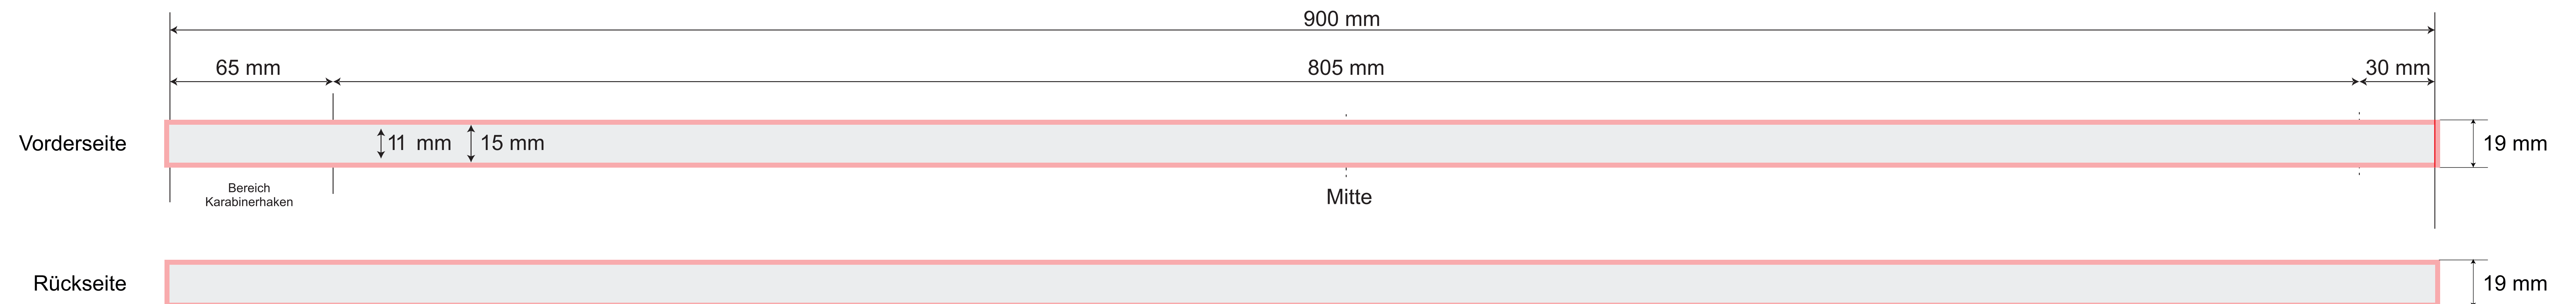 900 mm
65 mm
805 mm
30 mm
Vorderseite
11 mm
15 mm
19 mm
Bereich
Karabinerhaken
Mitte
Rückseite
19 mm